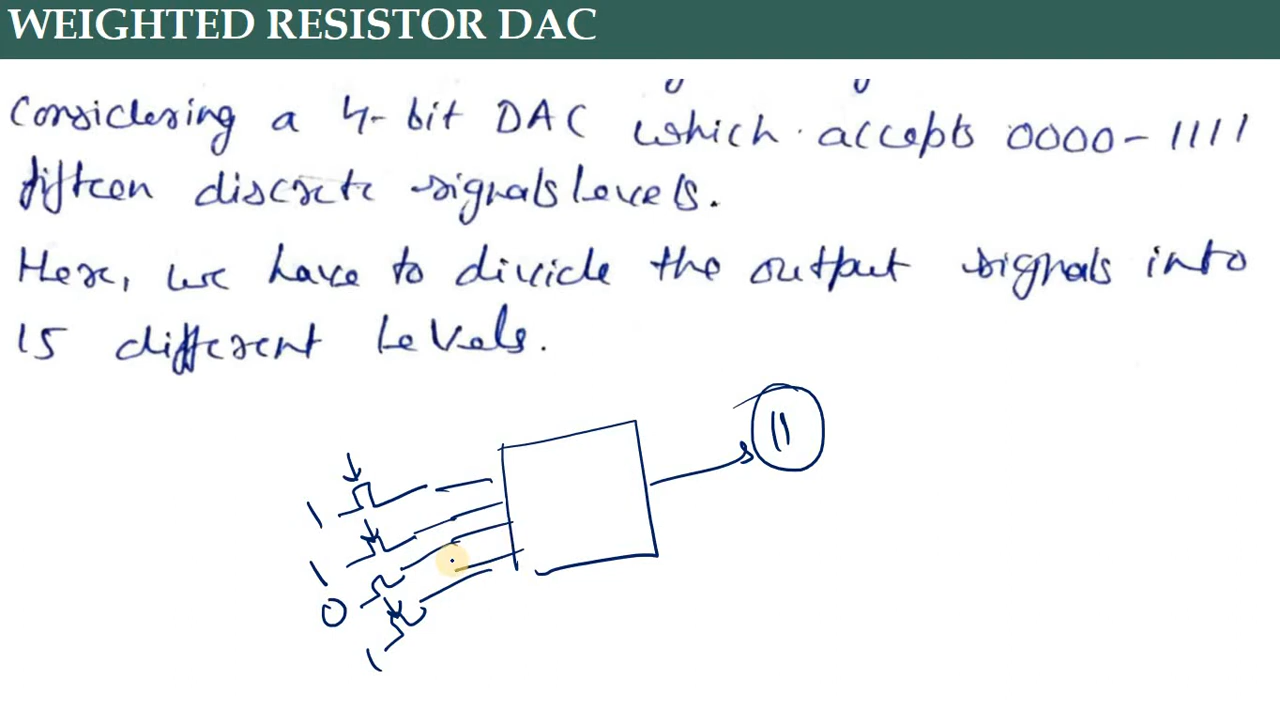 WEIGHTED RESISTOR DAC
Considering a 4-bit DAC which accepts 0000-1111
fifteen discrete signals levels.
Here, we have to divide the output signals into
15 different levels.
11
1
1
0
1